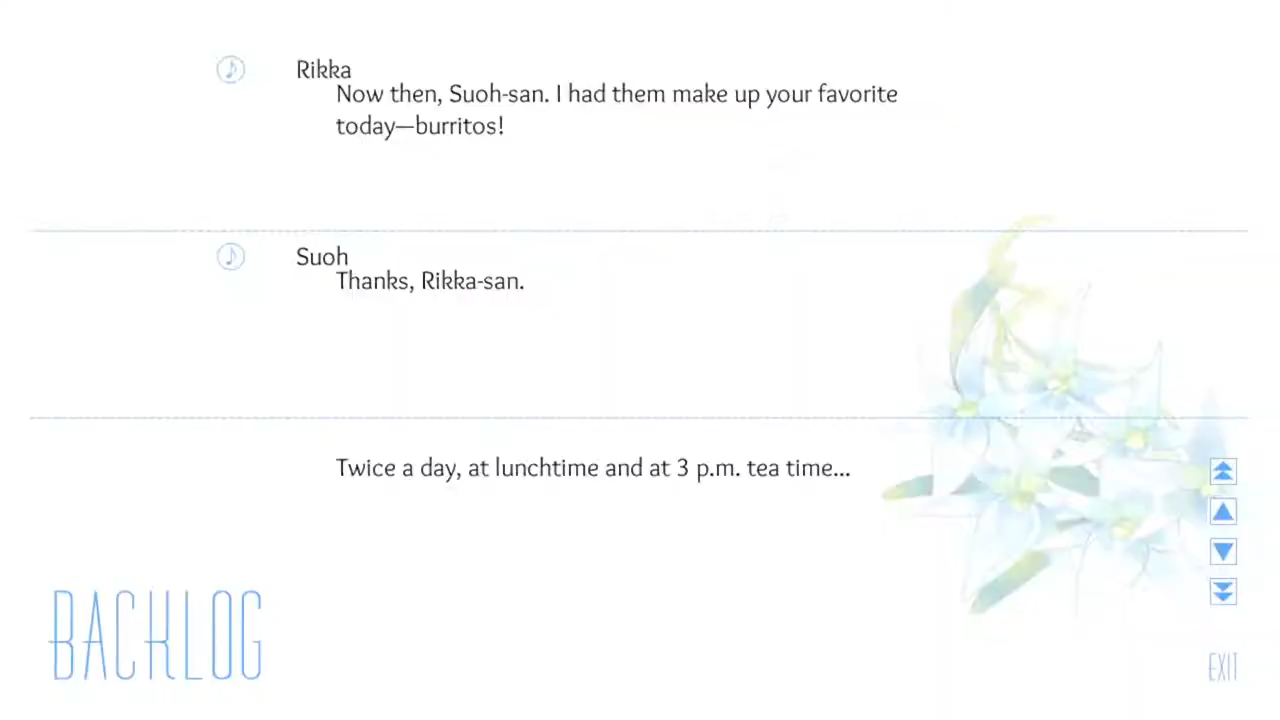 Rikka
Now then, Suoh-san. I had them make up your favorite
today—burritos!
Suoh
Thanks, Rikka-san.
Twice a day, at lunchtime and at 3 p.m. tea time...
BACKLOG
EXIT